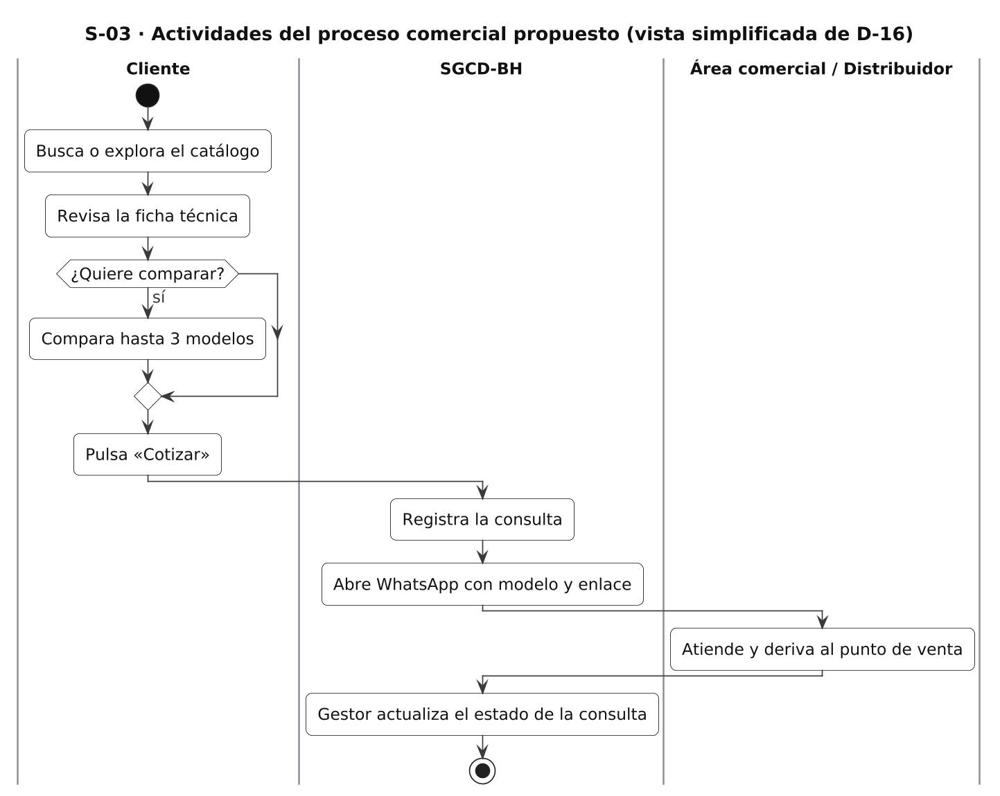 S-03 · Actividades del proceso comercial propuesto (vista simplificada de D-16)
Cliente
SGCD-BH
Área comercial / Distribuidor
Busca o explora el catálogo
Revisa la ficha técnica
¿Quiere comparar?
sí
Compara hasta 3 modelos
Pulsa «Cotizar»
Registra la consulta
Abre WhatsApp con modelo y enlace
Atiende y deriva al punto de venta
Gestor actualiza el estado de la consulta